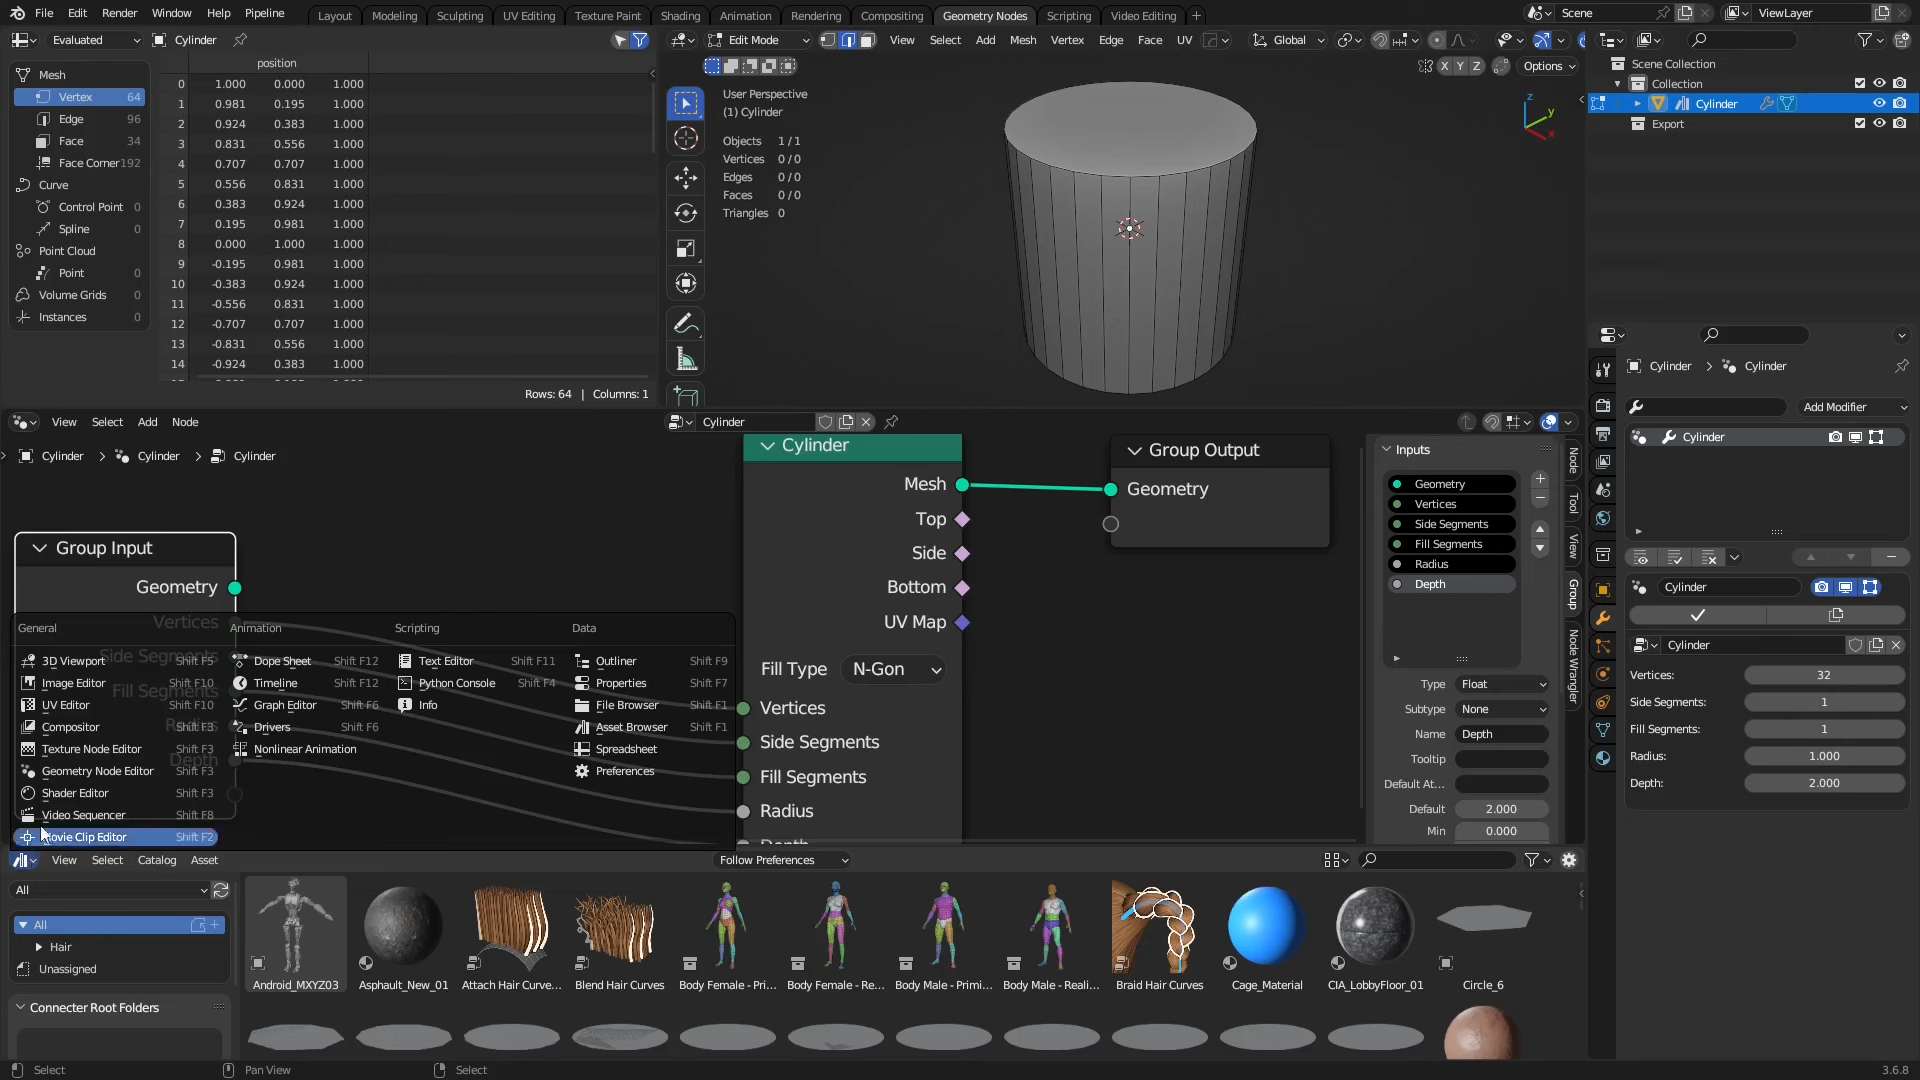 File Edit Render Window Help Pipeline Layout Modeling Sculpting UV Editing Texture Paint Shading Animation Rendering Compositing Geometry Nodes Scripting Video Editing + Scene ViewLayer
Evaluated Cylinder Edit Mode View Select Add Mesh Vertex Edge Face UV Global
X Y Z Options
position
Mesh
Vertex 64
Edge 96
Face 34
Face Corner 192
Curve
Control Point 0
Spline 0
Point Cloud
Point 0
Volume Grids 0
Instances 0
0 1.000 0.000 1.000
1 0.981 0.195 1.000
2 0.924 0.383 1.000
3 0.831 0.556 1.000
4 0.707 0.707 1.000
5 0.556 0.831 1.000
6 0.383 0.924 1.000
7 0.195 0.981 1.000
8 0.000 1.000 1.000
9 -0.195 0.981 1.000
10 -0.383 0.924 1.000
11 -0.556 0.831 1.000
12 -0.707 0.707 1.000
13 -0.831 0.556 1.000
14 -0.924 0.383 1.000
Rows: 64 | Columns: 1
User Perspective
(1) Cylinder
Objects 1/1
Vertices 0/0
Edges 0/0
Faces 0/0
Triangles 0
z
y
x
Scene Collection
Collection
Cylinder
Export
View Select Add Node Cylinder
Cylinder > Cylinder > Cylinder
Group Input
Geometry
Vertices
Side Segments
Fill Segments
Radius
Depth
General
3D Viewport Shift F5
Image Editor Shift F10
UV Editor Shift F10
Compositor Shift F3
Texture Node Editor Shift F3
Geometry Node Editor Shift F3
Shader Editor Shift F3
Video Sequencer Shift F8
ovie Clip Editor Shift F2
Animation
Dope Sheet Shift F12
Timeline Shift F12
Graph Editor Shift F6
Drivers Shift F6
Nonlinear Animation
Scripting
Text Editor Shift F11
Python Console Shift F4
Info
Data
Outliner Shift F9
Properties Shift F7
File Browser Shift F1
Asset Browser Shift F1
Spreadsheet
Preferences
Cylinder
Mesh
Top
Side
Bottom
UV Map
Fill Type N-Gon
Vertices
Side Segments
Fill Segments
Radius
Depth
Group Output
Geometry
Inputs
Geometry
Vertices
Side Segments
Fill Segments
Radius
Depth
Type Float
Subtype None
Name Depth
Tooltip
Default At...
Default 2.000
Min 0.000
Node
Tool
View
Group
Node Wrangler
Cylinder > Cylinder
Add Modifier
Cylinder
Cylinder
Cylinder
Vertices: 32
Side Segments: 1
Fill Segments: 1
Radius: 1.000
Depth: 2.000
View Select Catalog Asset Follow Preferences
All
All
Hair
Unassigned
Connecter Root Folders
Android_MXYZ03 Asphault_New_01 Attach Hair Curve... Blend Hair Curves Body Female - Pri... Body Female - Re... Body Male - Primi... Body Male - Reali... Braid Hair Curves Cage_Material CIA_LobbyFloor_01 Circle_6
Select Pan View Select 3.6.8